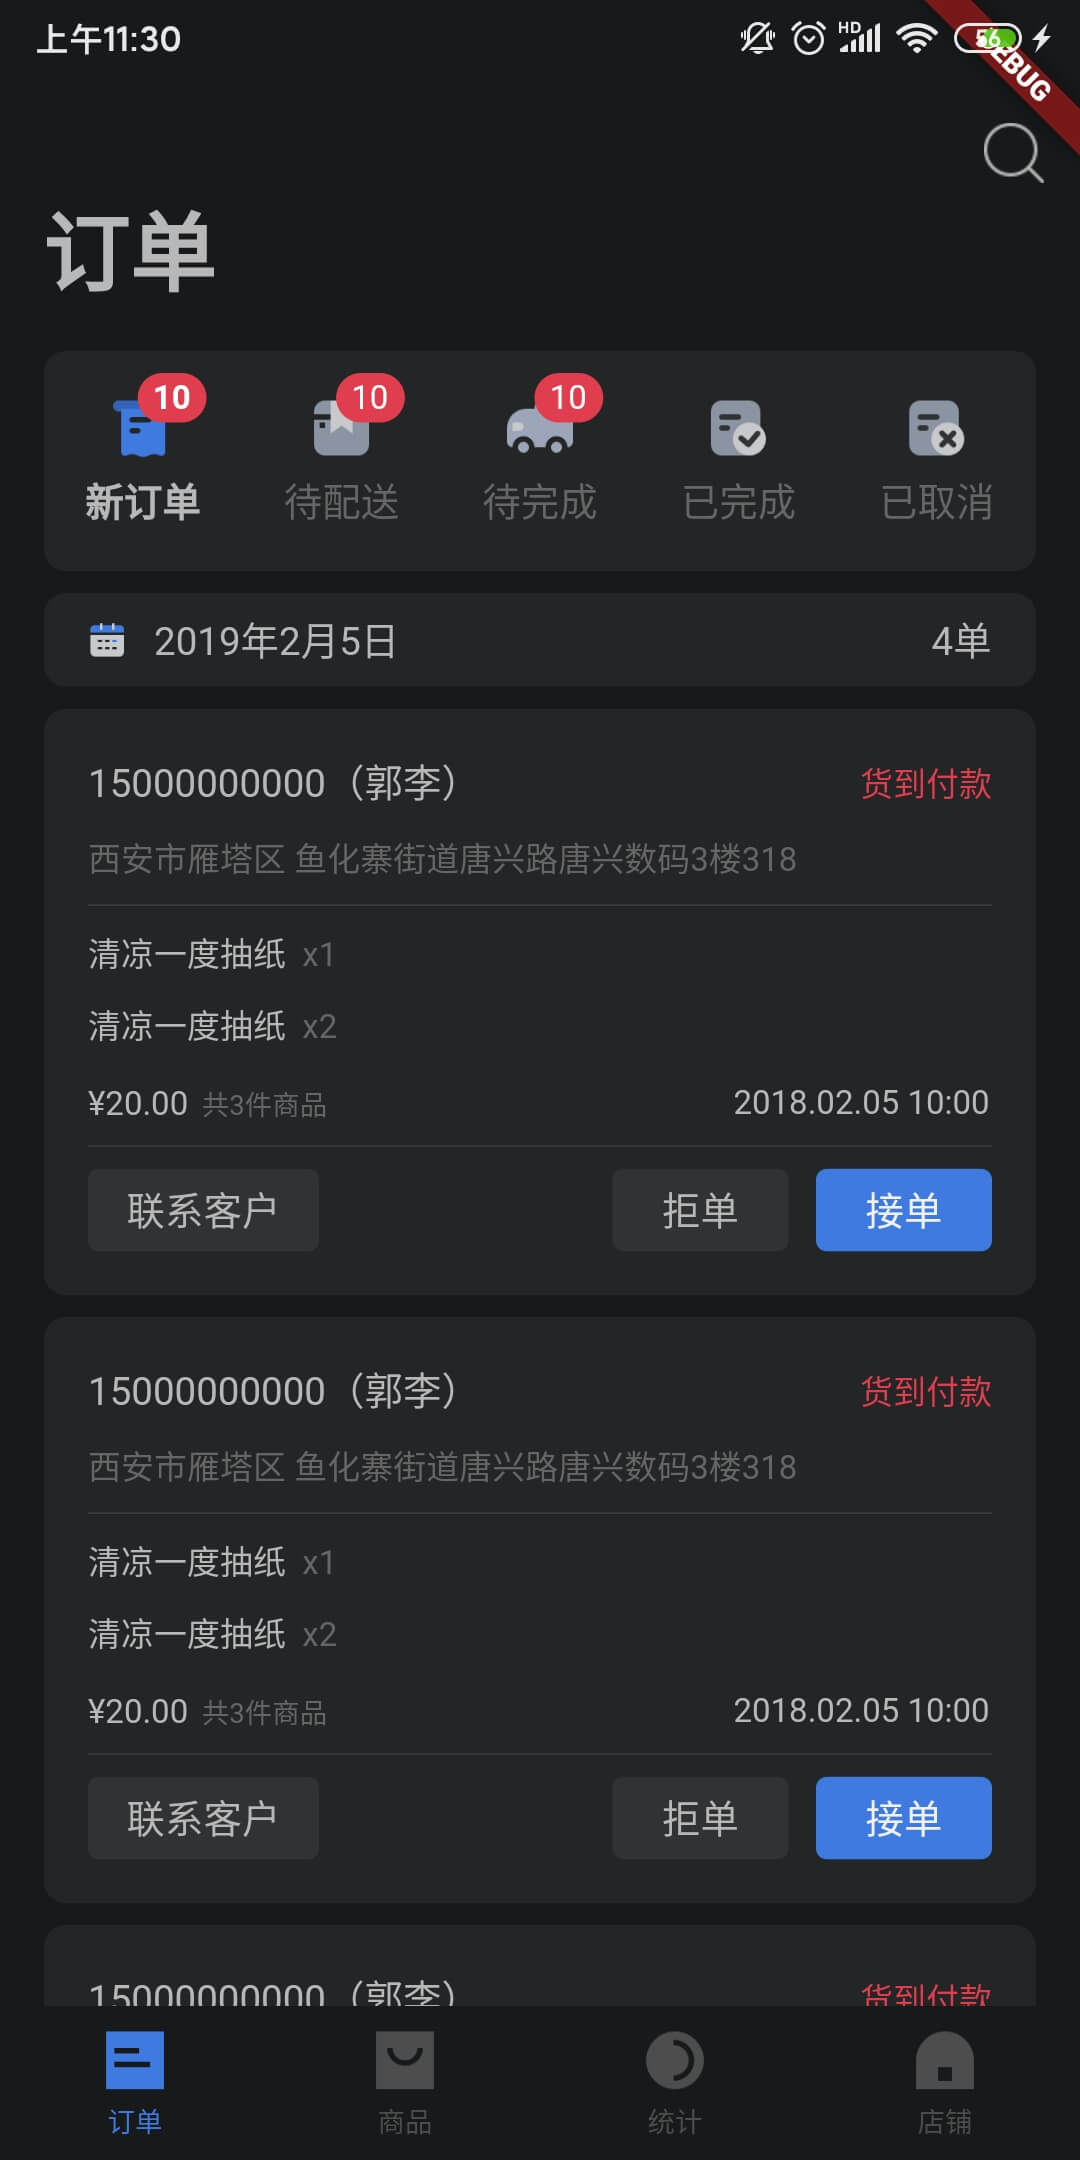 上午11:30 HD 56
EBUG
订单
10 10 10
新订单 待配送 待完成 已完成 已取消
2019年2月5日 4单
15000000000（郭李） 货到付款
西安市雁塔区 鱼化寨街道唐兴路唐兴数码3楼318
清凉一度抽纸 x1
清凉一度抽纸 x2
¥20.00 共3件商品 2018.02.05 10:00
联系客户 拒单 接单
15000000000（郭李） 货到付款
西安市雁塔区 鱼化寨街道唐兴路唐兴数码3楼318
清凉一度抽纸 x1
清凉一度抽纸 x2
¥20.00 共3件商品 2018.02.05 10:00
联系客户 拒单 接单
15000000000（郭李） 货到付款
订单 商品 统计 店铺